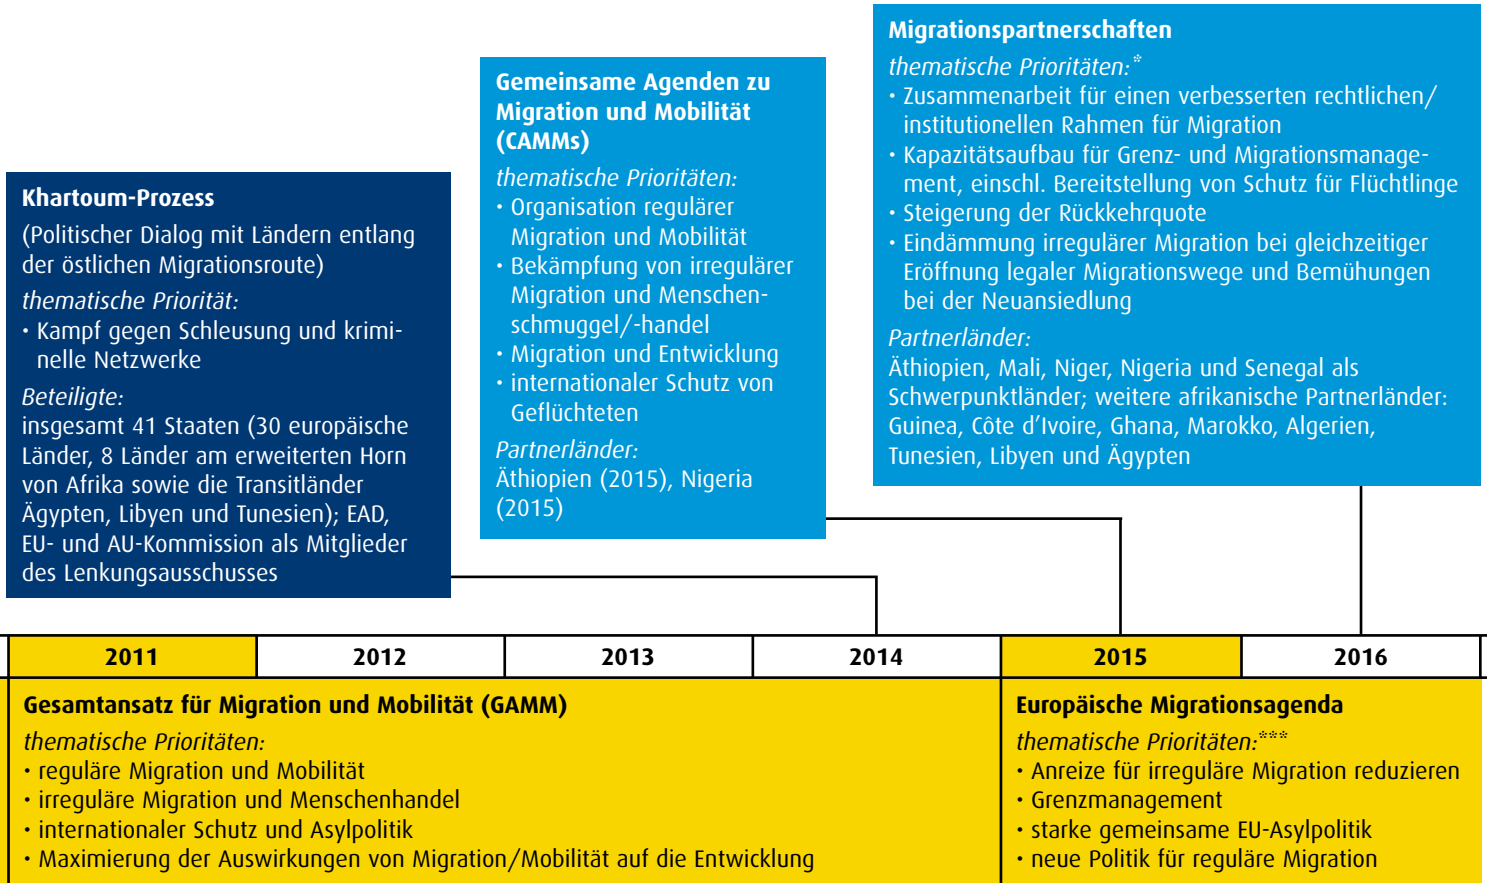 Khartoum-Prozess
(Politischer Dialog mit Ländern entlang
der östlichen Migrationsroute)
thematische Priorität:
• Kampf gegen Schleusung und krimi-
nelle Netzwerke
Beteiligte:
insgesamt 41 Staaten (30 europäische
Länder, 8 Länder am erweiterten Horn
von Afrika sowie die Transitländer
Ägypten, Libyen und Tunesien); EAD,
EU- und AU-Kommission als Mitglieder
des Lenkungsausschusses
Gemeinsame Agenden zu
Migration und Mobilität
(CAMMs)
thematische Prioritäten:
• Organisation regulärer
Migration und Mobilität
• Bekämpfung von irregulärer
Migration und Menschen-
schmuggel/-handel
• Migration und Entwicklung
• internationaler Schutz von
Geflüchteten
Partnerländer:
Äthiopien (2015), Nigeria
(2015)
Migrationspartnerschaften
thematische Prioritäten:*
• Zusammenarbeit für einen verbesserten rechtlichen/
institutionellen Rahmen für Migration
• Kapazitätsaufbau für Grenz- und Migrationsmanage-
ment, einschl. Bereitstellung von Schutz für Flüchtlinge
• Steigerung der Rückkehrquote
• Eindämmung irregulärer Migration bei gleichzeitiger
Eröffnung legaler Migrationswege und Bemühungen
bei der Neuansiedlung
Partnerländer:
Äthiopien, Mali, Niger, Nigeria und Senegal als
Schwerpunktländer; weitere afrikanische Partnerländer:
Guinea, Côte d’Ivoire, Ghana, Marokko, Algerien,
Tunesien, Libyen und Ägypten
2011 2012 2013 2014 2015 2016
Gesamtansatz für Migration und Mobilität (GAMM)
thematische Prioritäten:
• reguläre Migration und Mobilität
• irreguläre Migration und Menschenhandel
• internationaler Schutz und Asylpolitik
• Maximierung der Auswirkungen von Migration/Mobilität auf die Entwicklung
Europäische Migrationsagenda
thematische Prioritäten:***
• Anreize für irreguläre Migration reduzieren
• Grenzmanagement
• starke gemeinsame EU-Asylpolitik
• neue Politik für reguläre Migration